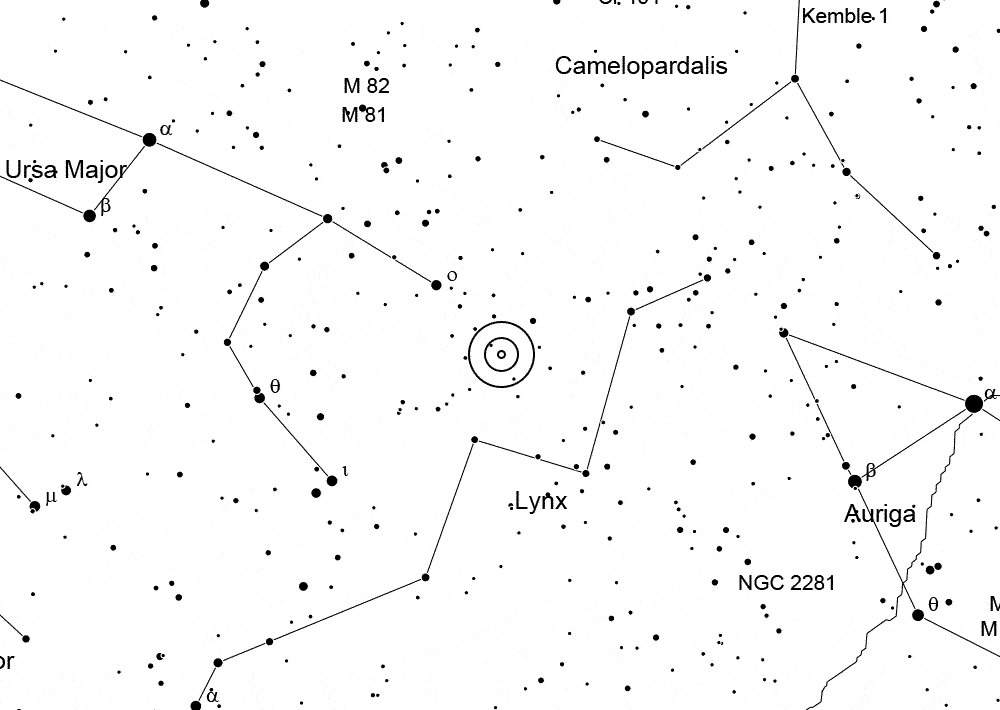 Kemble 1
Camelopardalis
M 82
M 81
α
Ursa Major
β
ο
α
θ
β
ι
λ
μ
Lynx
Auriga
NGC 2281
θ
α